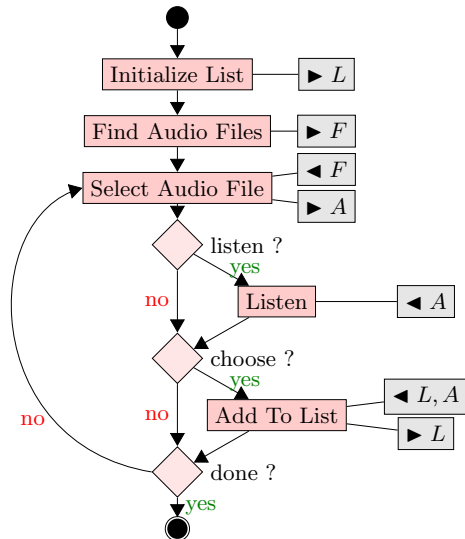 Initialize List
► L
Find Audio Files
► F
◄ F
Select Audio File
► A
listen ?
yes
no
Listen
◄ A
choose ?
yes
no
Add To List
◄ L, A
► L
no
done ?
yes